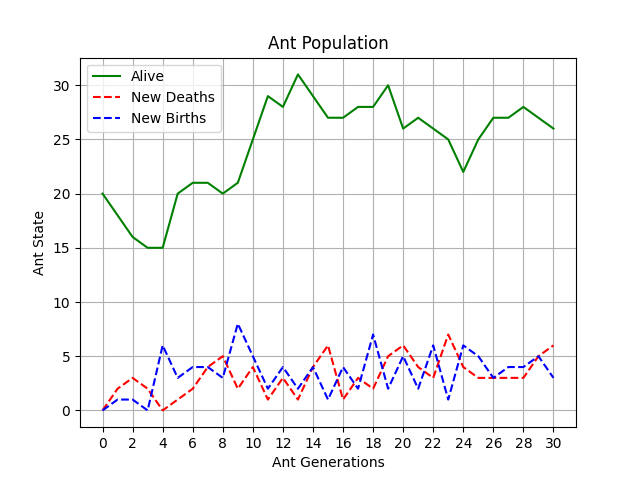 Ant Population
Alive
New Deaths
New Births
30
25
20
15
10
5
0
Ant State
0 2 4 6 8 10 12 14 16 18 20 22 24 26 28 30
Ant Generations